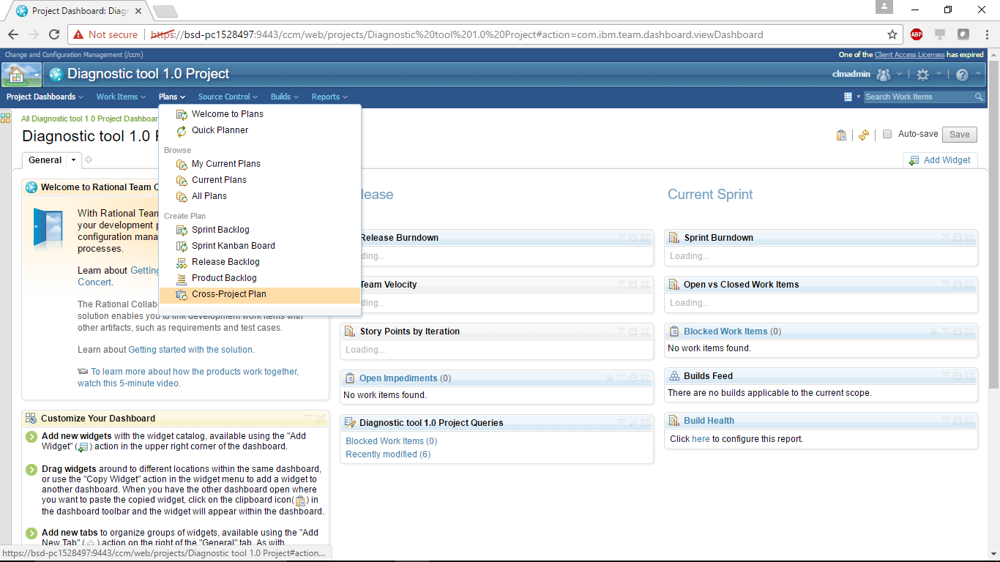 Project Dashboard: Diag
Not secure https://bsd-pc1528497:9443/ccm/web/projects/Diagnostic%20tool%201.0%20Project#action=com.ibm.team.dashboard.viewDashboard
ABP
Change and Configuration Management (/ccm)
One of the Client Access Licenses has expired
Diagnostic tool 1.0 Project
clmadmin
Project Dashboards Work Items Plans Source Control Builds Reports
Search Work Items
All Diagnostic tool 1.0 Project Dashboar
Diagnostic tool 1.0
Auto-save Save
General
Add Widget
Welcome to Plans
Quick Planner
Browse
My Current Plans
Current Plans
All Plans
Create Plan
Sprint Backlog
Sprint Kanban Board
Release Backlog
Product Backlog
Cross-Project Plan
Welcome to Rational Team C
With Rational Team
your development p
configuration mana
processes.
Learn about Getting
Concert.
The Rational Collab
solution enables you to link development work items with
other artifacts, such as requirements and test cases.
Learn about Getting started with the solution.
To learn more about how the products work together,
watch this 5-minute video.
Customize Your Dashboard
Add new widgets with the widget catalog, available using the "Add
Widget" ( ) action in the upper right corner of the dashboard.
Drag widgets around to different locations within the same dashboard,
or use the "Copy Widget" action in the widget menu to add a widget to
another dashboard. When you have the other dashboard open where
you want to paste the copied widget, click on the clipboard icon( ) in
the dashboard toolbar and the widget will appear within the dashboard.
Add new tabs to organize groups of widgets, available using the "Add
New Tab" ( ) action on the right of the "General" tab. As with
lease
Release Burndown
ding...
Team Velocity
ding...
Story Points by Iteration
Loading...
Open Impediments (0)
No work items found.
Diagnostic tool 1.0 Project Queries
Blocked Work Items (0)
Recently modified (6)
Current Sprint
Sprint Burndown
Loading...
Open vs Closed Work Items
Loading...
Blocked Work Items (0)
No work items found.
Builds Feed
There are no builds applicable to the current scope.
Build Health
Click here to configure this report.
https://bsd-pc1528497:9443/ccm/web/projects/Diagnostic tool 1.0 Project#action...